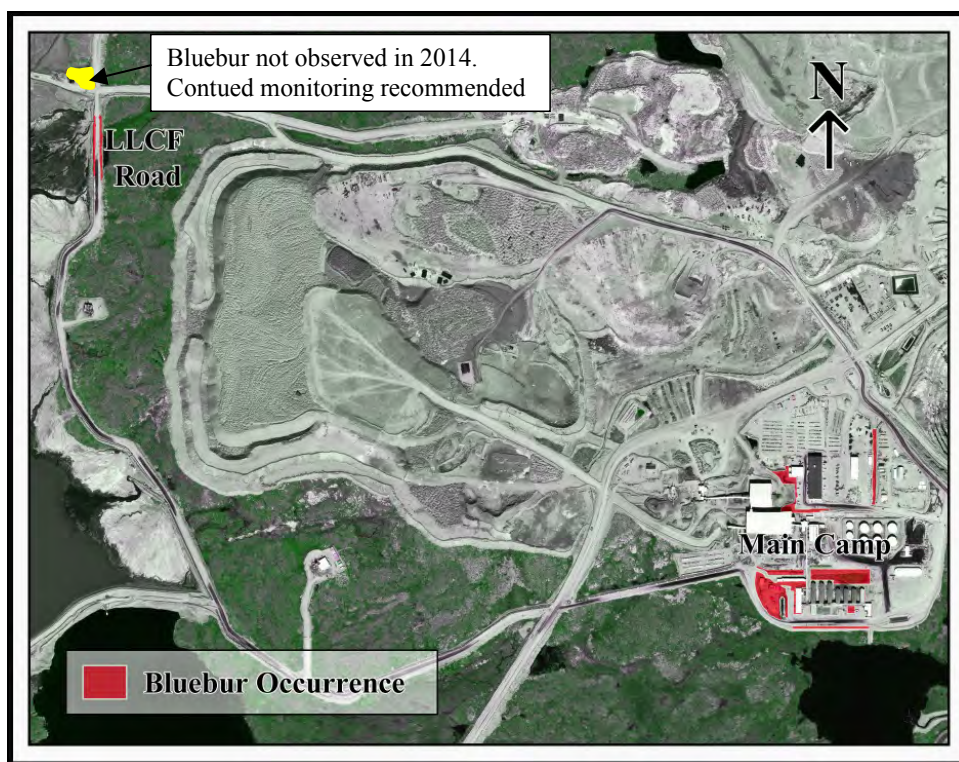 Bluebur not observed in 2014.
Contued monitoring recommended
N
LLCF
Road
Main Camp
Bluebur Occurrence